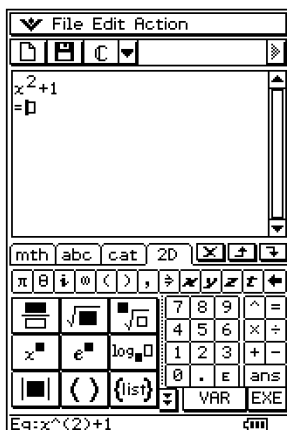 File Edit Action
ℂ
x²+1
=
mth abc cat 2D
π θ i ∞ ( ) , ⇒ x y z t ←
7 8 9 ^ =
√■ √□ 4 5 6 × ÷
x■ e■ log■□ 1 2 3 + -
|■| ( ) {list} 0 . E ans
VAR EXE
Eq:x^(2)+1